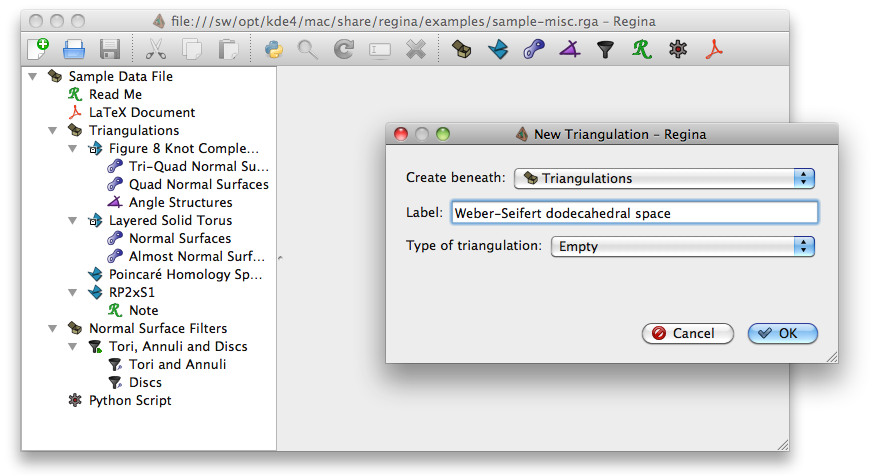 file:///sw/opt/kde4/mac/share/regina/examples/sample-misc.rga – Regina
Sample Data File
Read Me
LaTeX Document
Triangulations
Figure 8 Knot Comple...
Tri-Quad Normal Su...
Quad Normal Surfaces
Angle Structures
Layered Solid Torus
Normal Surfaces
Almost Normal Surf...
Poincaré Homology Sp...
RP2xS1
Note
Normal Surface Filters
Tori, Annuli and Discs
Tori and Annuli
Discs
Python Script
New Triangulation – Regina
Create beneath: Triangulations
Label: Weber-Seifert dodecahedral space
Type of triangulation: Empty
Cancel OK